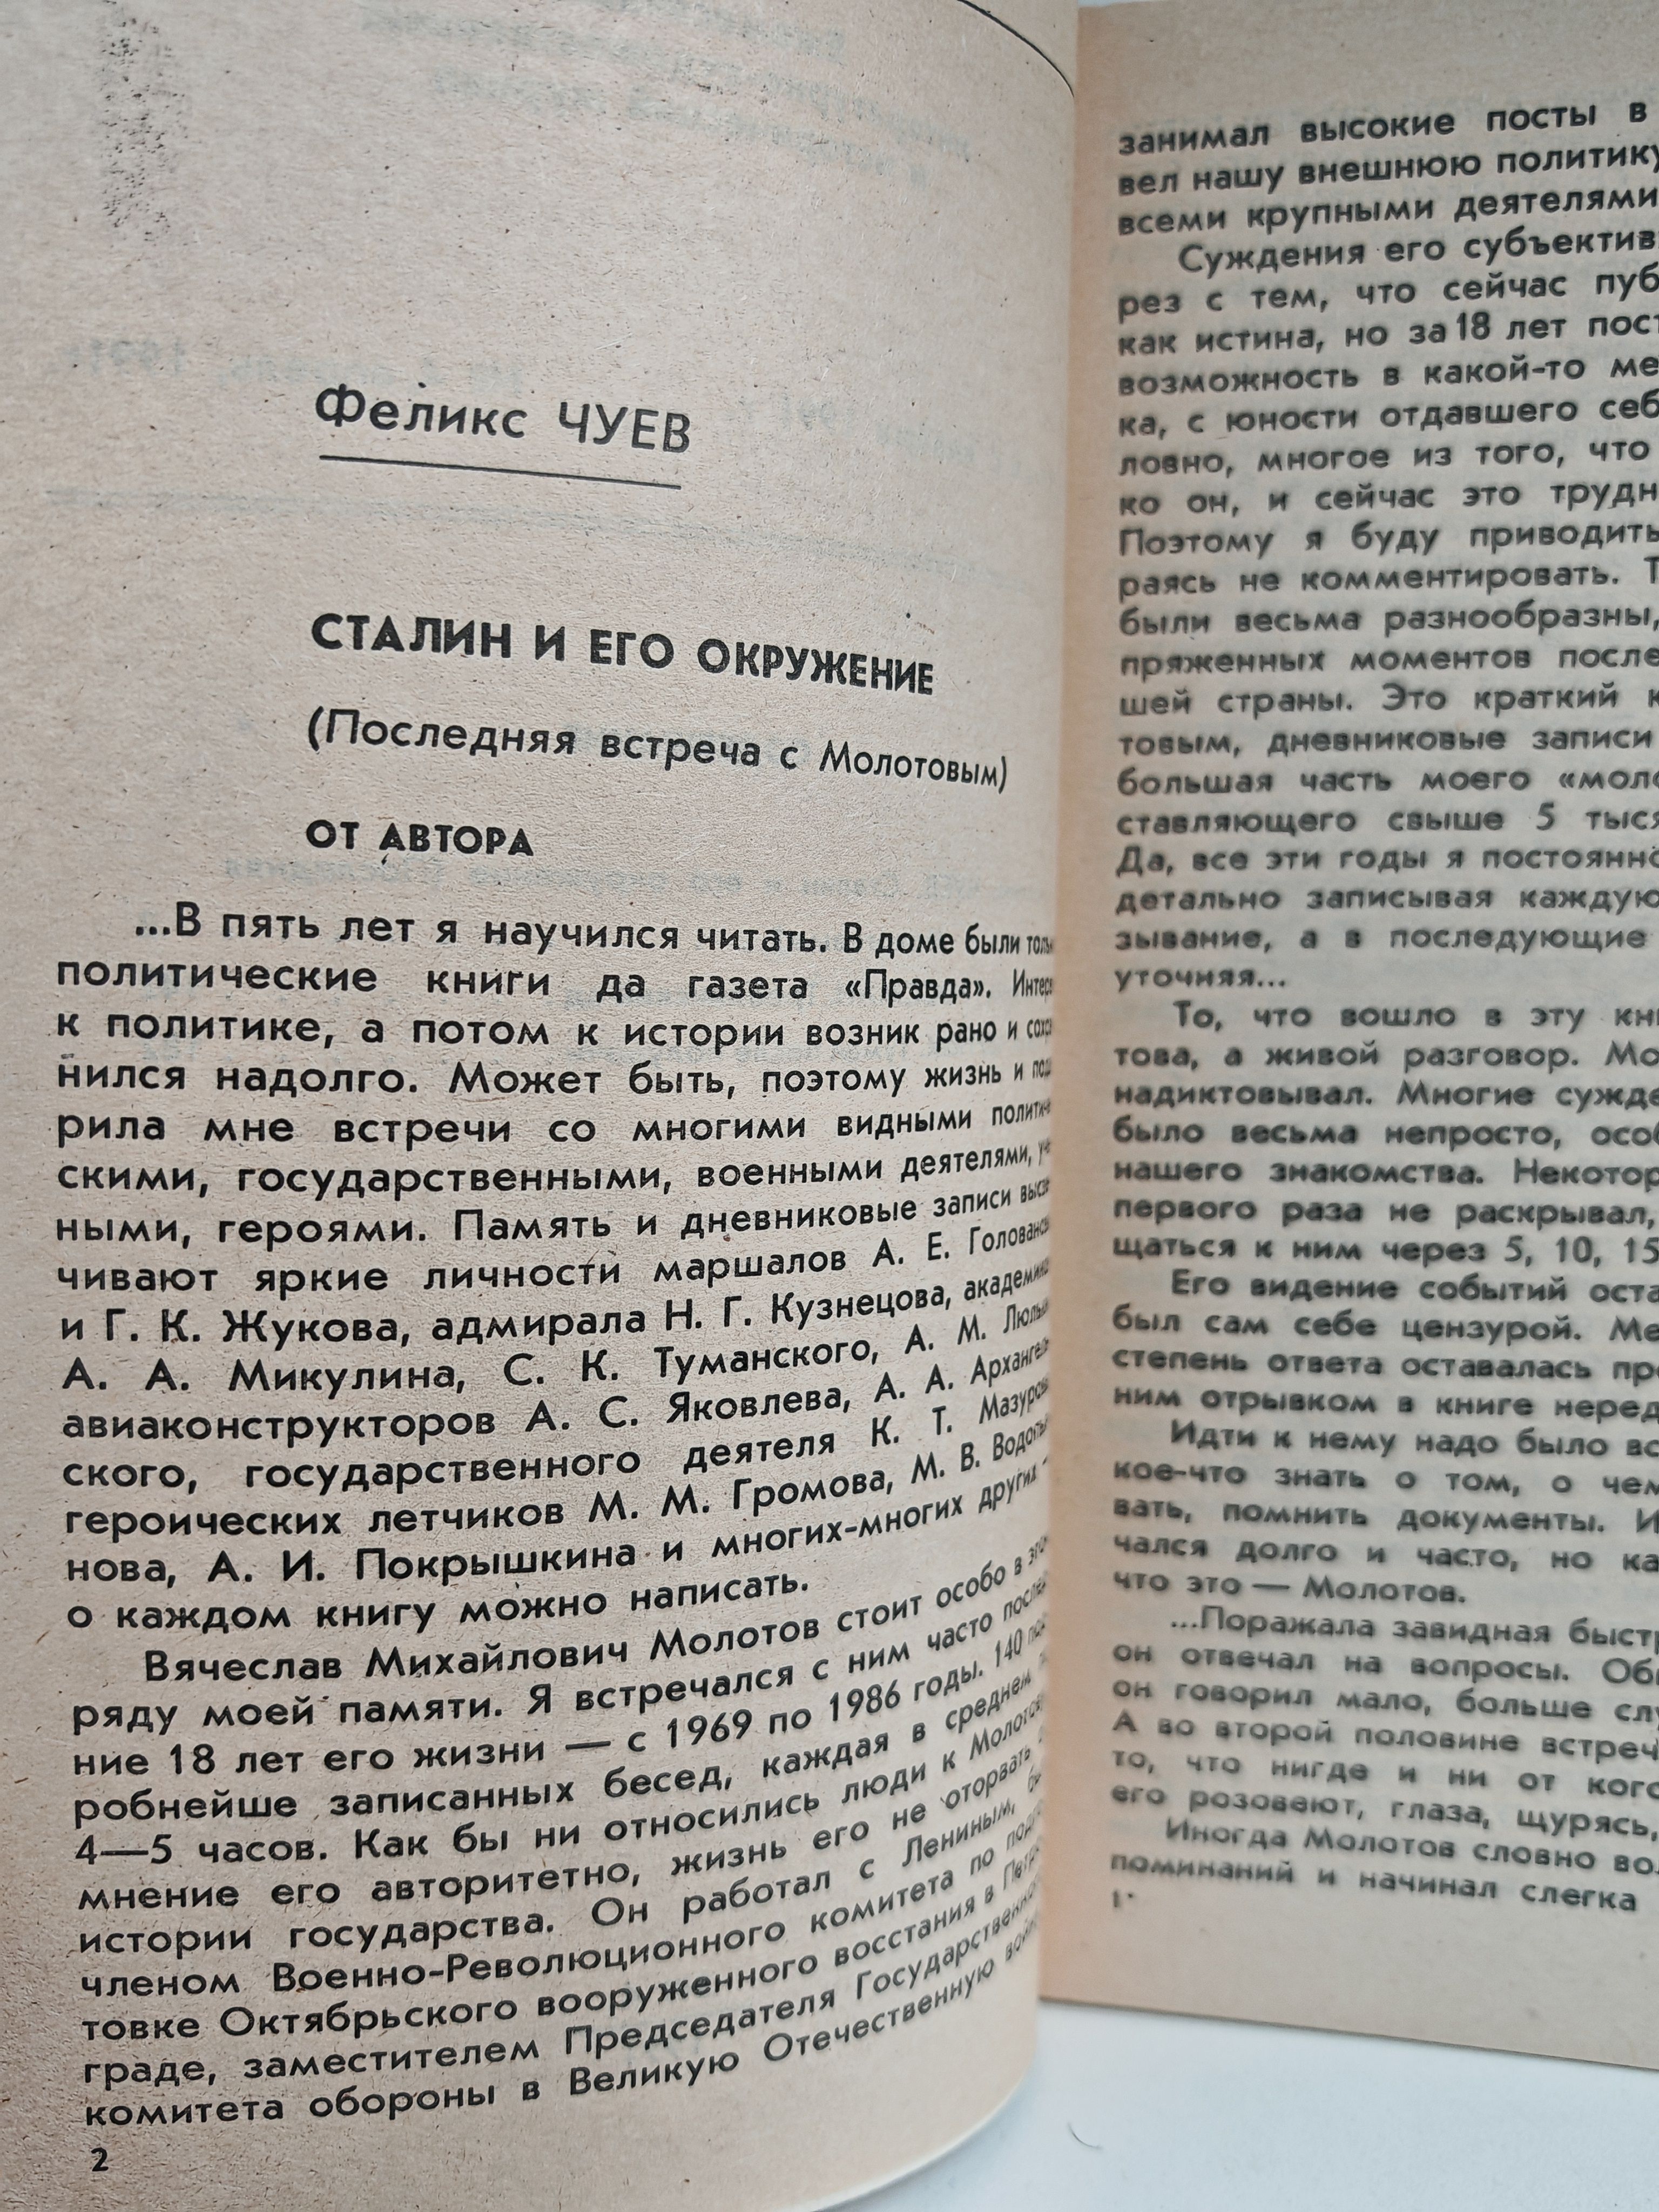 Феликс ЧУЕВ
СТАЛИН И ЕГО ОКРУЖЕНИЕ
(Последняя встреча с Молотовым)
ОТ АВТОРА
...В пять лет я научился читать. В доме были
политические книги да газета «Правда».
к политике, а потом к истории возник рано и
нился надолго. Может быть, поэтому жизнь и
рила мне встречи со многими видными
скими, государственными, военными деятелями,
ными, героями. Память и дневниковые записи
чивают яркие личности маршалов А. Е.
и Г. К. Жукова, адмирала Н. Г. Кузнецова,
А. А. Микулина, С. К. Туманского, А. М.
авиаконструкторов А. С. Яковлева, А. А.
ского, государственного деятеля К. Т.
героических летчиков М. М. Громова, М. В.
нова, А. И. Покрышкина и многих-многих других —
о каждом книгу можно написать.
Вячеслав Михайлович Молотов стоит особо в
ряду моей памяти. Я встречался с ним часто
ние 18 лет его жизни — с 1969 по 1986 годы. 140
робнейше записанных бесед, каждая в среднем
4—5 часов. Как бы ни относились люди к
мнение его авторитетно, жизнь его не оторвать
истории государства. Он работал с Лениным,
членом Военно-Революционного комитета по
товке Октябрьского вооруженного восстания в
граде, заместителем Председателя
комитета обороны в Великую Отечественную
2
занимал высокие посты в
вел нашу внешнюю политику
всеми крупными деятелями
Суждения его
рез с тем, что сейчас
как истина, но за 18 лет
возможность в какой-то
ка, с юности отдавшего
ловно, многое из того, что
ко он, и сейчас это
Поэтому я буду приводить
раясь не комментировать.
были весьма разнообразны,
пряженных моментов
шей страны. Это краткий
товым, дневниковые записи
большая часть моего
ставляющего свыше 5
Да, все эти годы я
детально записывая
зывание, а в последующие
уточняя...
То, что вошло в эту
това, а живой разговор.
надиктовывал. Многие
было весьма непросто,
нашего знакомства.
первого раза не раскрывал,
щаться к ним через 5, 10, 15
Его видение событий
был сам себе цензурой.
степень ответа оставалась
ним отрывком в книге
Идти к нему надо было
кое-что знать о том, о
вать, помнить документы.
чался долго и часто, но
что это — Молотов.
...Поражала завидная
он отвечал на вопросы.
он говорил мало, больше
А во второй половине
то, что нигде и ни от
его розовеют, глаза, щурясь,
Иногда Молотов словно
поминаний и начинал слегка